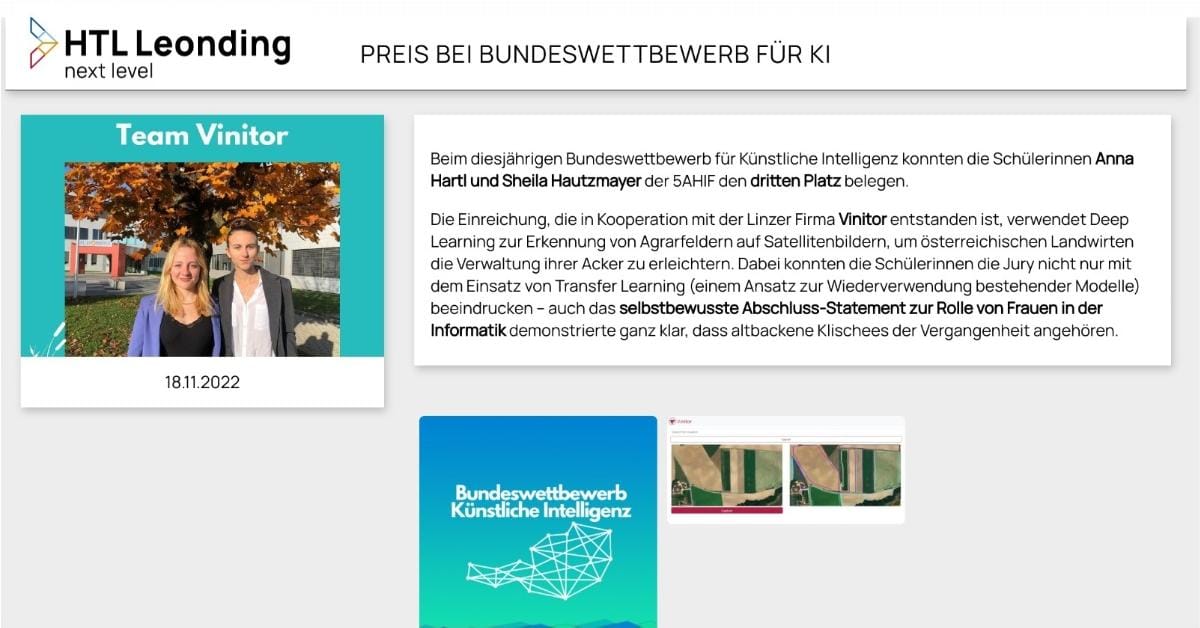 HTL Leonding
next level
PREIS BEI BUNDESWETTBEWERB FÜR KI
Team Vinitor
18.11.2022
Beim diesjährigen Bundeswettbewerb für Künstliche Intelligenz konnten die Schülerinnen Anna
Hartl und Sheila Hautzmayer der 5AHIF den dritten Platz belegen.
Die Einreichung, die in Kooperation mit der Linzer Firma Vinitor entstanden ist, verwendet Deep
Learning zur Erkennung von Agrarfeldern auf Satellitenbildern, um österreichischen Landwirten
die Verwaltung ihrer Acker zu erleichtern. Dabei konnten die Schülerinnen die Jury nicht nur mit
dem Einsatz von Transfer Learning (einem Ansatz zur Wiederverwendung bestehender Modelle)
beeindrucken – auch das selbstbewusste Abschluss-Statement zur Rolle von Frauen in der
Informatik demonstrierte ganz klar, dass altbackene Klischees der Vergangenheit angehören.
Bundeswettbewerb
Künstliche Intelligenz
Vinitor